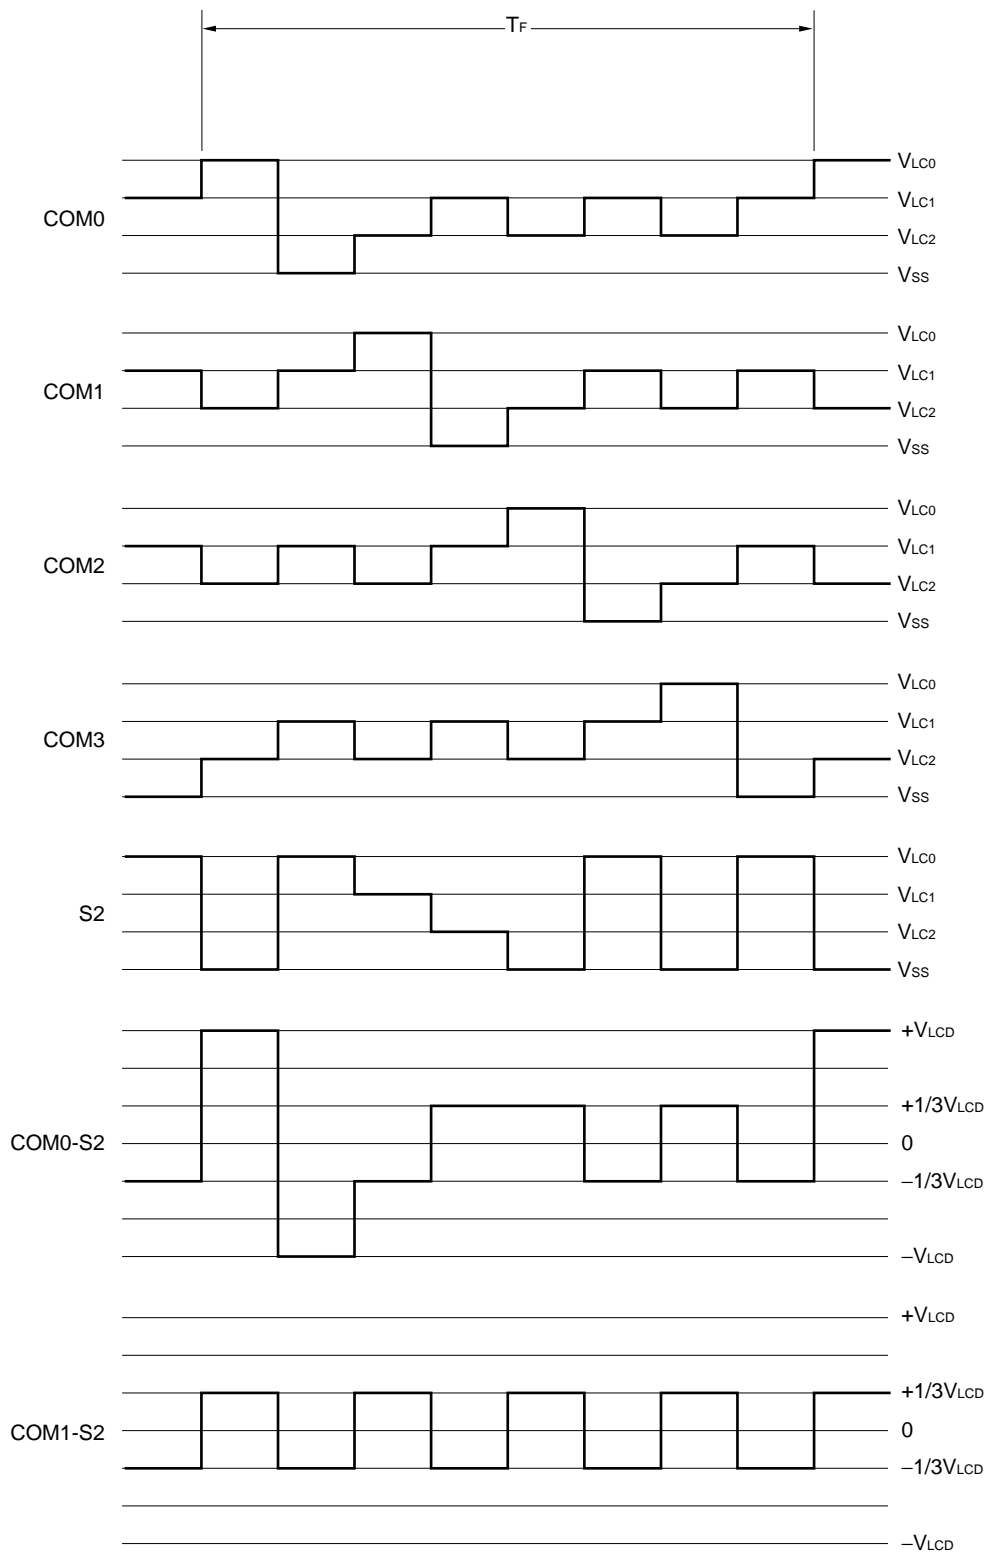 TF
VLC0
VLC1
COM0
VLC2
VSS
VLC0
VLC1
COM1
VLC2
VSS
VLC0
VLC1
COM2
VLC2
VSS
VLC0
VLC1
COM3
VLC2
VSS
VLC0
VLC1
S2
VLC2
VSS
+VLCD
+1/3VLCD
COM0-S2
0
–1/3VLCD
–VLCD
+VLCD
+1/3VLCD
COM1-S2
0
–1/3VLCD
–VLCD